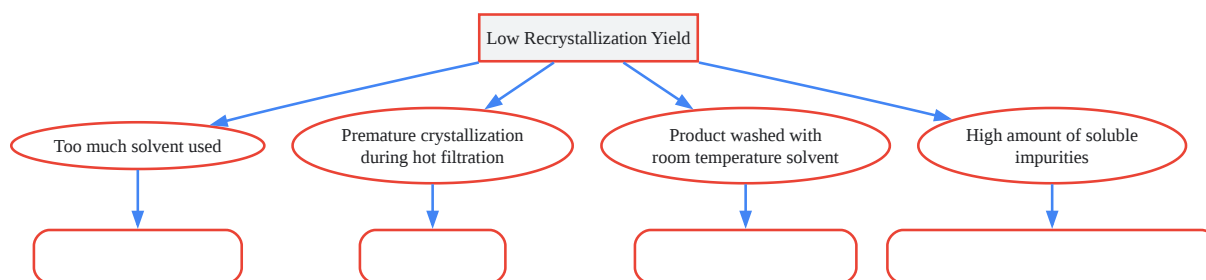 Low Recrystallization Yield
Too much solvent used
Premature crystallization
during hot filtration
Product washed with
room temperature solvent
High amount of soluble
impurities